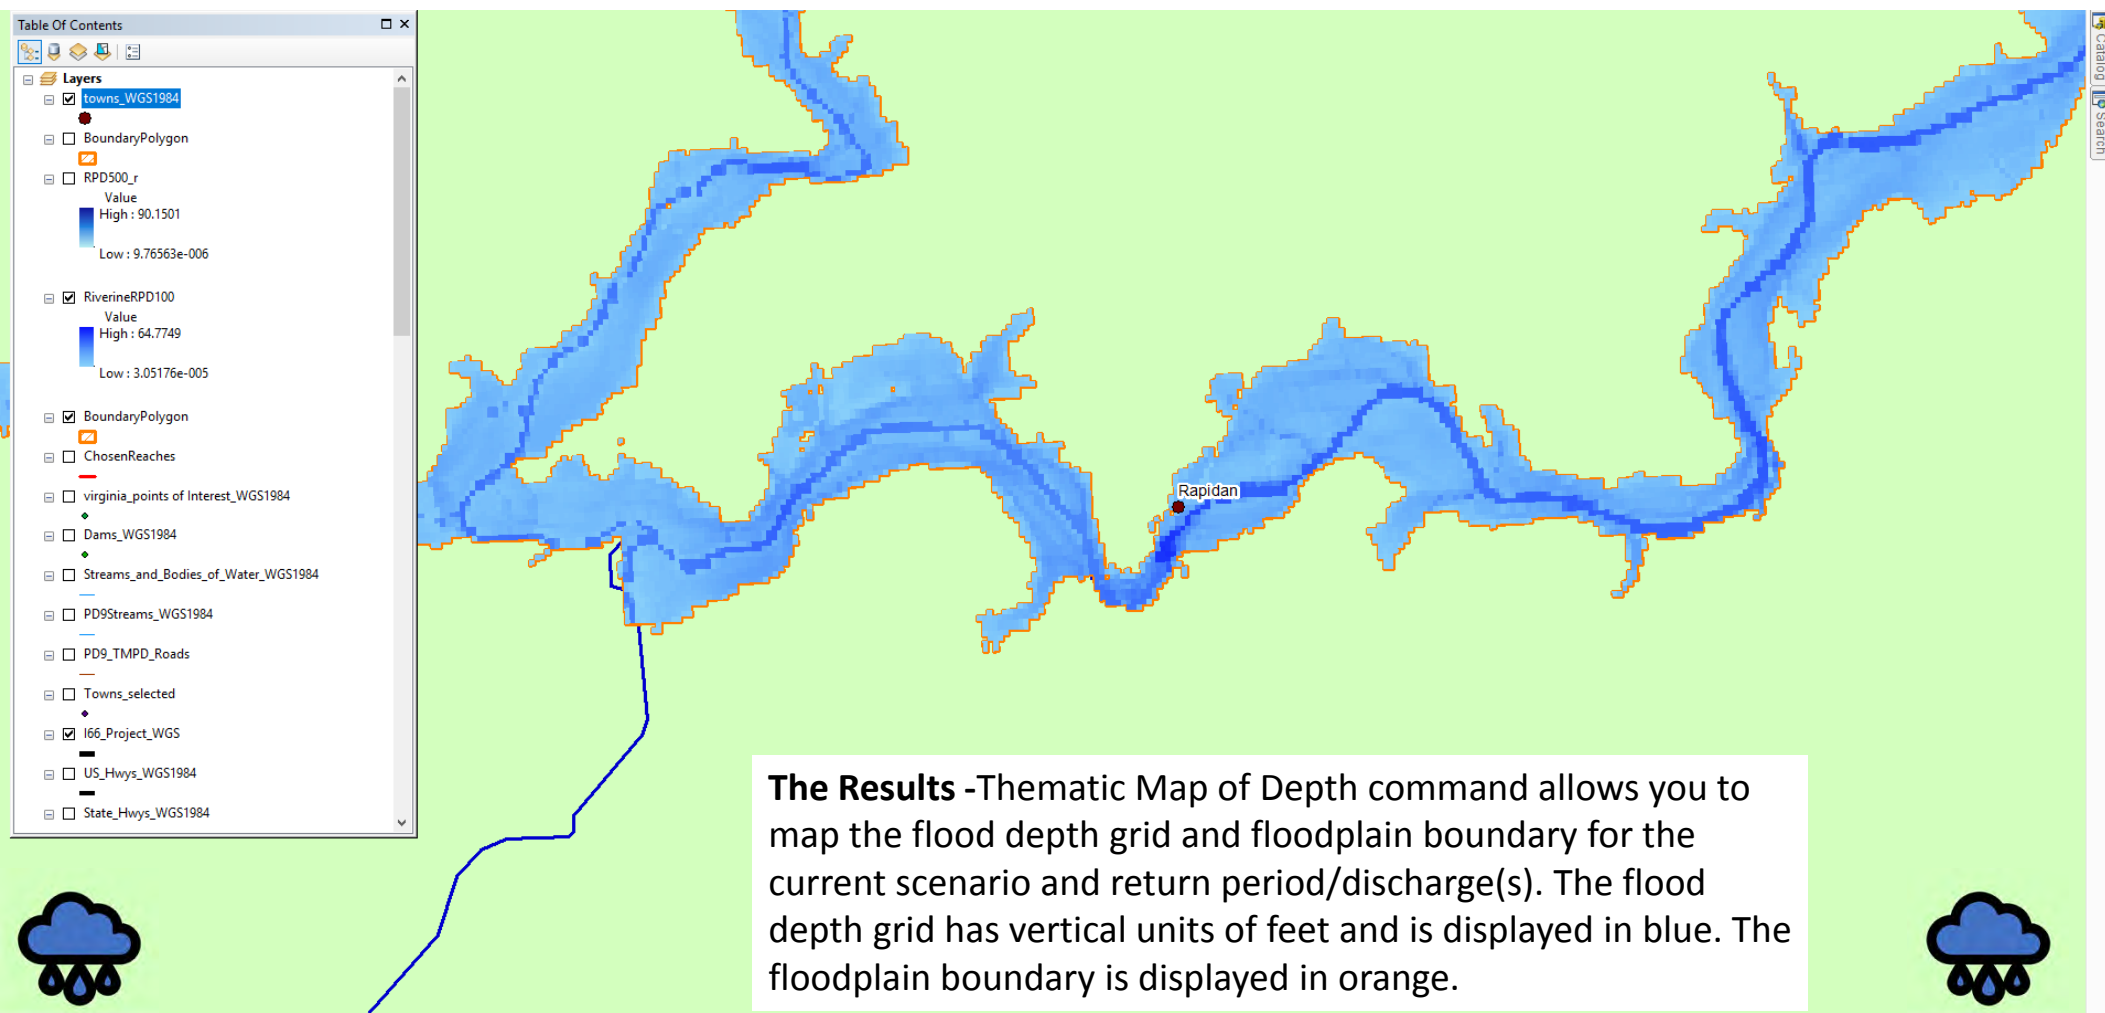 Table Of Contents
Layers
towns_WGS1984
BoundaryPolygon
RPD500_r
Value
High : 90.1501
Low : 9.76563e-006
RiverineRPD100
Value
High : 64.7749
Low : 3.05176e-005
BoundaryPolygon
ChosenReaches
virginia_points of Interest_WGS1984
Dams_WGS1984
Streams_and_Bodies_of_Water_WGS1984
PD9Streams_WGS1984
PD9_TMPD_Roads
Towns_selected
I66_Project_WGS
US_Hwys_WGS1984
State_Hwys_WGS1984
Rapidan
Catalog
Search
The Results -Thematic Map of Depth command allows you to
map the flood depth grid and floodplain boundary for the
current scenario and return period/discharge(s). The flood
depth grid has vertical units of feet and is displayed in blue. The
floodplain boundary is displayed in orange.